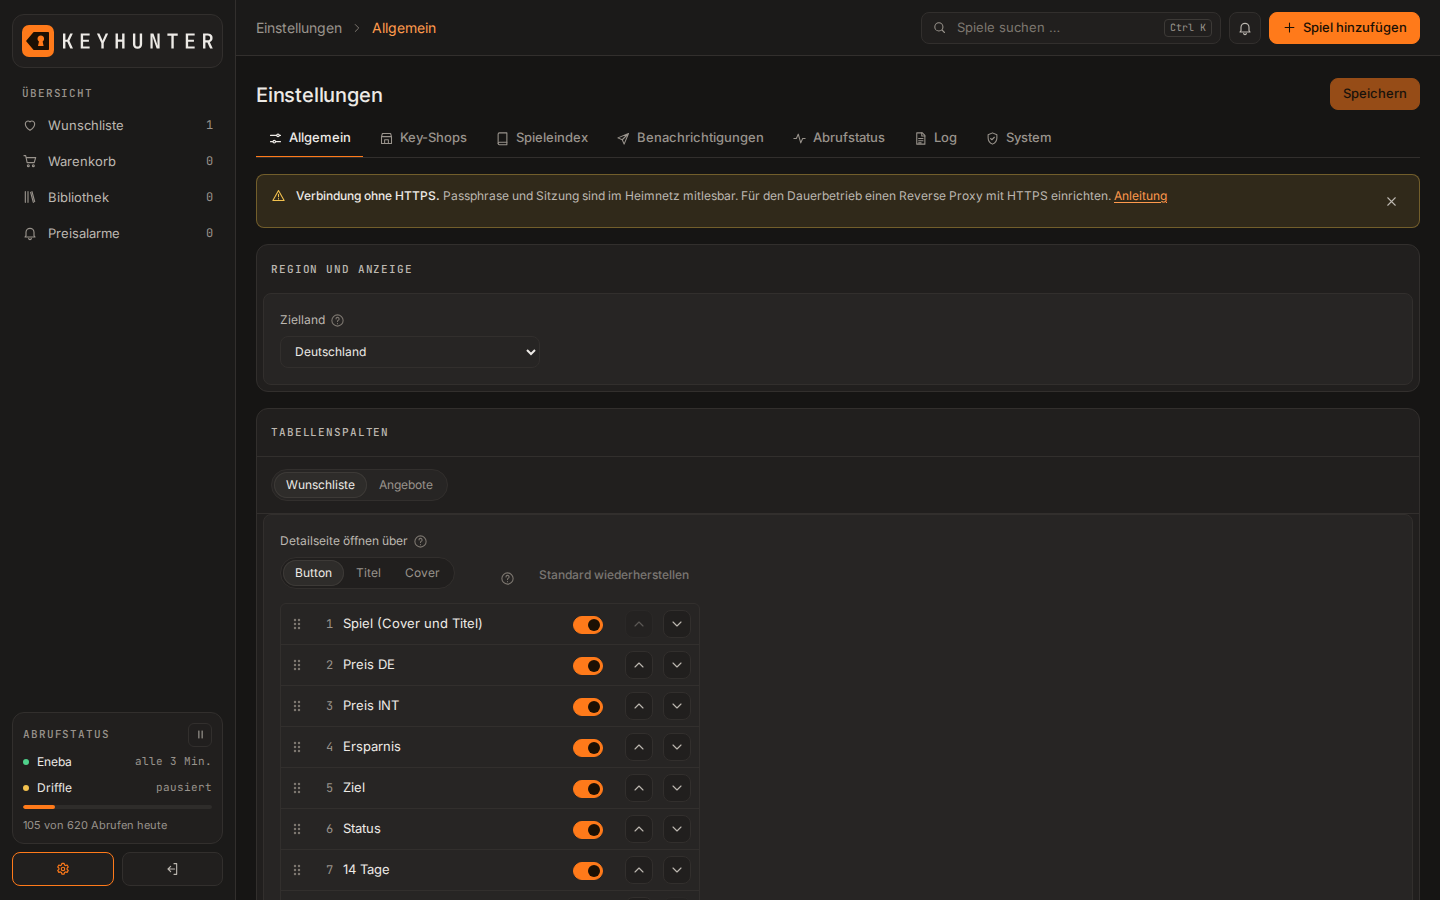 KEYHUNTER
Einstellungen > Allgemein
Spiele suchen ...
Ctrl K
Spiel hinzufügen
ÜBERSICHT
Wunschliste 1
Warenkorb 0
Bibliothek 0
Preisalarme 0
ABRUFSTATUS
Eneba alle 3 Min.
Driffle pausiert
105 von 620 Abrufen heute
Einstellungen
Speichern
Allgemein
Key-Shops
Spieleindex
Benachrichtigungen
Abrufstatus
Log
System
Verbindung ohne HTTPS. Passphrase und Sitzung sind im Heimnetz mitlesbar. Für den Dauerbetrieb einen Reverse Proxy mit HTTPS einrichten. Anleitung
REGION UND ANZEIGE
Zielland
Deutschland
TABELLENSPALTEN
Wunschliste
Angebote
Detailseite öffnen über
Button
Titel
Cover
Standard wiederherstellen
1 Spiel (Cover und Titel)
2 Preis DE
3 Preis INT
4 Ersparnis
5 Ziel
6 Status
7 14 Tage